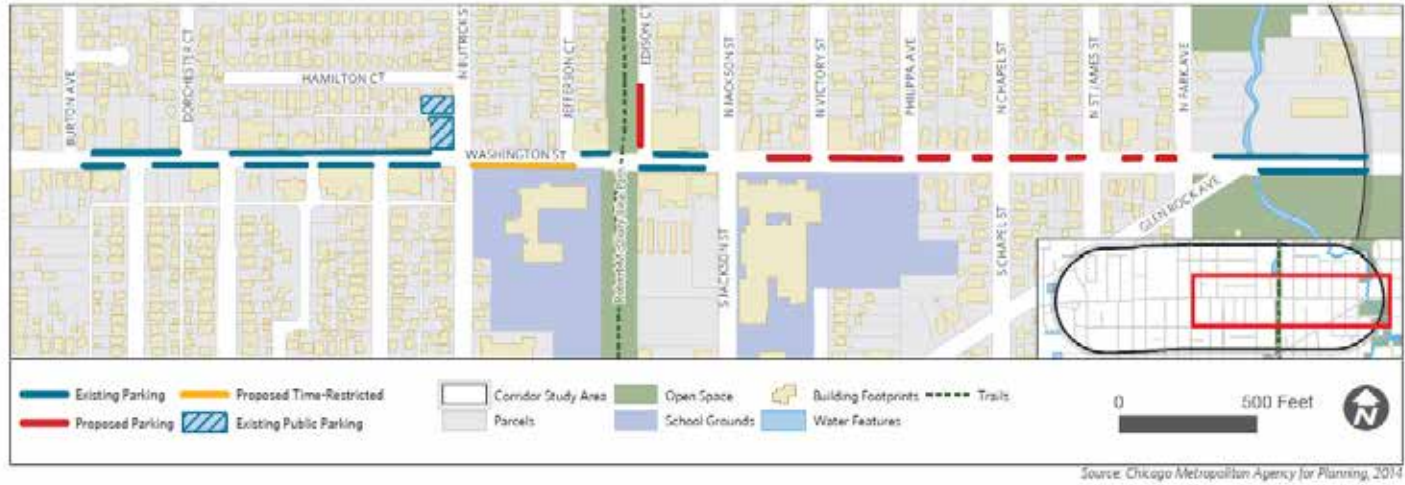 BURTON AVE
DORCHESTER CT
HAMILTON CT
N BUTRICK S
JEFFERSON CT
EDISON CT
N JACKSON ST
N VICTORY ST
PHILIPPA AVE
N CHAPEL ST
N ST JAMES ST
N PARK AVE
WASHINGTON ST
GLEN ROCK AVE
S JACKSON ST
S CHAPEL ST
Existing Parking
Proposed Time-Restricted
Corridor Study Area
Open Space
Building Footprints
Trails
0
500 Feet
Proposed Parking
Existing Public Parking
Parcels
School Grounds
Water Features
N
Source: Chicago Metropolitan Agency for Planning, 2014